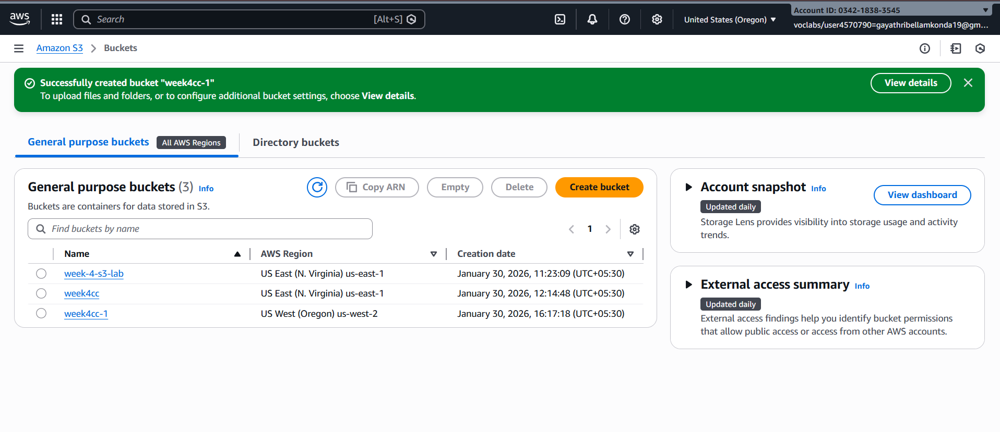 aws
Search [Alt+S]
United States (Oregon)
Account ID: 0342-1838-3545
voclabs/user4570790=gayathribellamkonda19@gm...
Amazon S3 > Buckets
Successfully created bucket "week4cc-1"
To upload files and folders, or to configure additional bucket settings, choose View details.
View details
General purpose buckets All AWS Regions
Directory buckets
General purpose buckets (3) Info
Copy ARN
Empty
Delete
Create bucket
Buckets are containers for data stored in S3.
Find buckets by name
1
Name AWS Region Creation date
week-4-s3-lab US East (N. Virginia) us-east-1 January 30, 2026, 11:23:09 (UTC+05:30)
week4cc US East (N. Virginia) us-east-1 January 30, 2026, 12:14:48 (UTC+05:30)
week4cc-1 US West (Oregon) us-west-2 January 30, 2026, 16:17:18 (UTC+05:30)
Account snapshot Info
View dashboard
Updated daily
Storage Lens provides visibility into storage usage and activity
trends.
External access summary Info
Updated daily
External access findings help you identify bucket permissions
that allow public access or access from other AWS accounts.